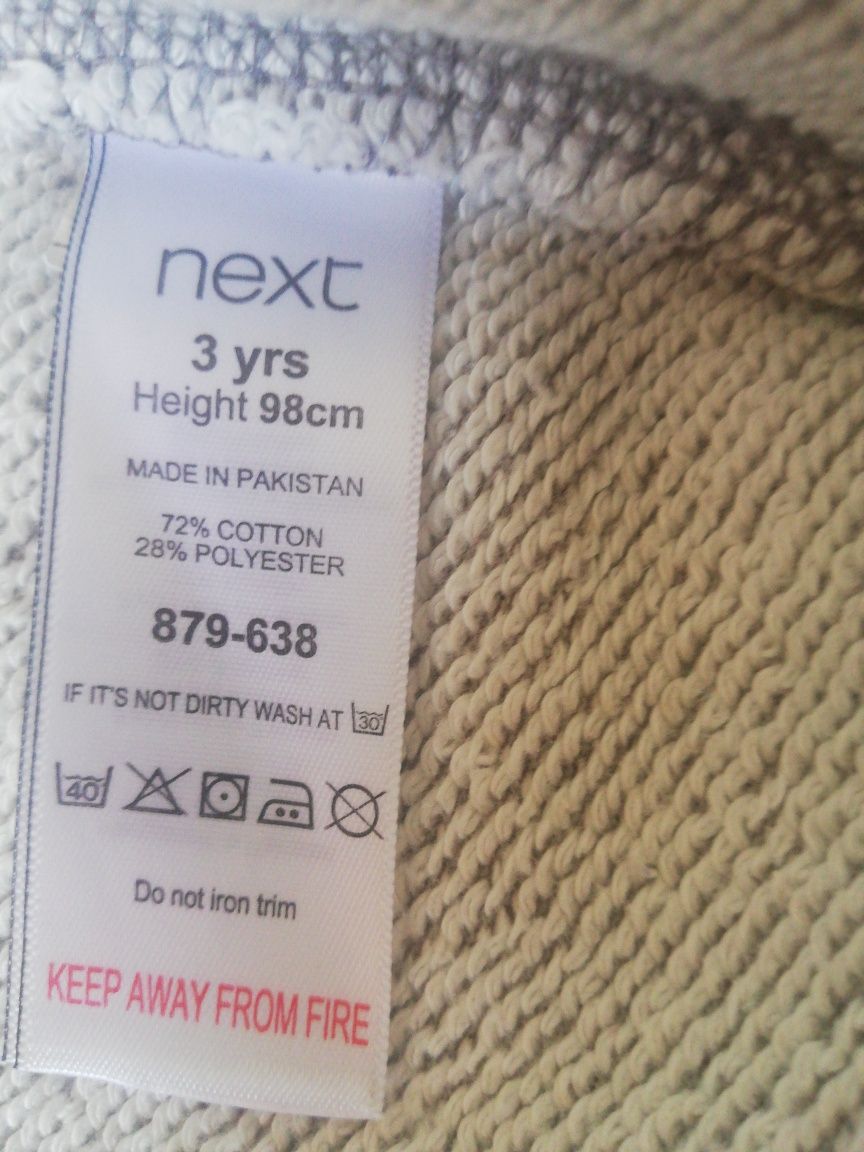 next
3 yrs
Height 98cm
MADE IN PAKISTAN
72% COTTON
28% POLYESTER
879-638
IF IT'S NOT DIRTY WASH AT 30
40
Do not iron trim
KEEP AWAY FROM FIRE